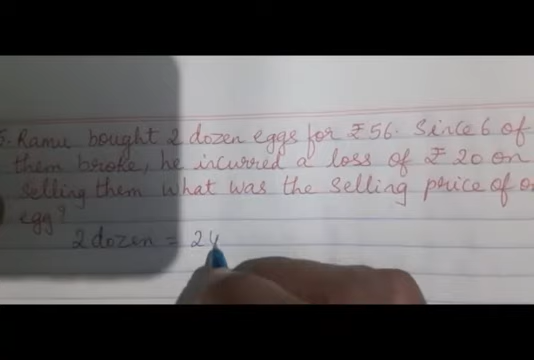 5. Ramu bought 2 dozen eggs for ₹56. Since 6 of
them broke, he incurred a loss of ₹20 on
selling them what was the selling price of
egg?
2 dozen = 24